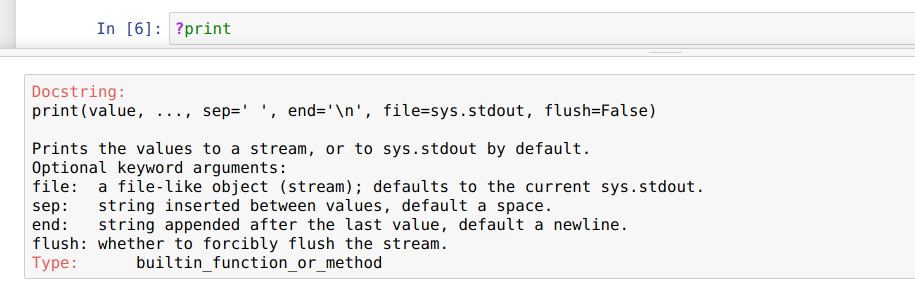 In [6]: ?print
Docstring:
print(value, ..., sep=' ', end='\n', file=sys.stdout, flush=False)
Prints the values to a stream, or to sys.stdout by default.
Optional keyword arguments:
file:  a file-like object (stream); defaults to the current sys.stdout.
sep:   string inserted between values, default a space.
end:   string appended after the last value, default a newline.
flush: whether to forcibly flush the stream.
Type:      builtin_function_or_method